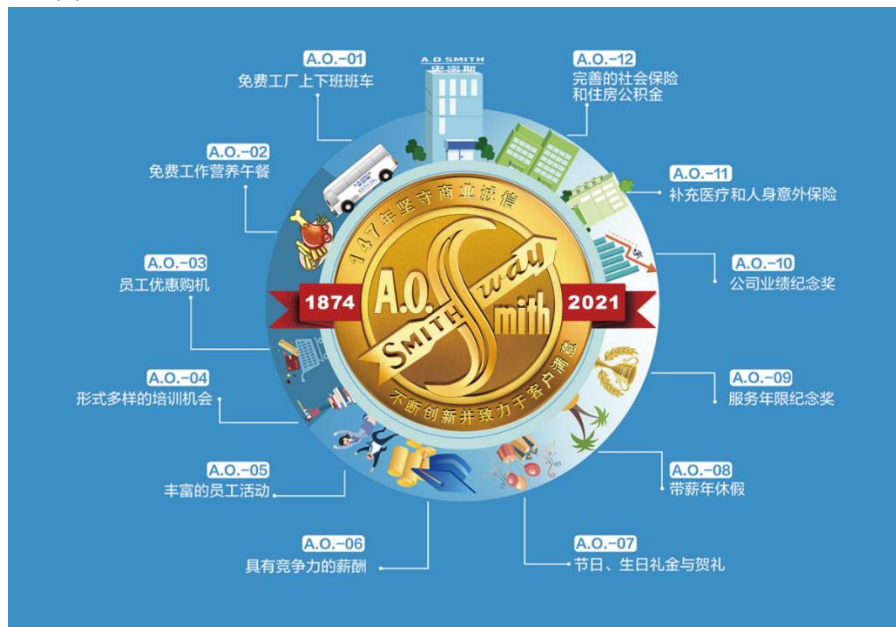 A.O.-01
免费工厂上下班班车
A.O.-02
免费工作营养午餐
A.O.-03
员工优惠购机
A.O.-04
形式多样的培训机会
A.O.-05
丰富的员工活动
A.O.-06
具有竞争力的薪酬
A.O.-07
节日、生日礼金与贺礼
A.O.-08
带薪年休假
A.O.-09
服务年限纪念奖
A.O.-10
公司业绩纪念奖
A.O.-11
补充医疗和人身意外保险
A.O.-12
完善的社会保险
和住房公积金
A.O.SMITH
147年坚守商业诚信
1874
A.O. Smith
SMITH Way
2021
不断创新并致力于客户满意